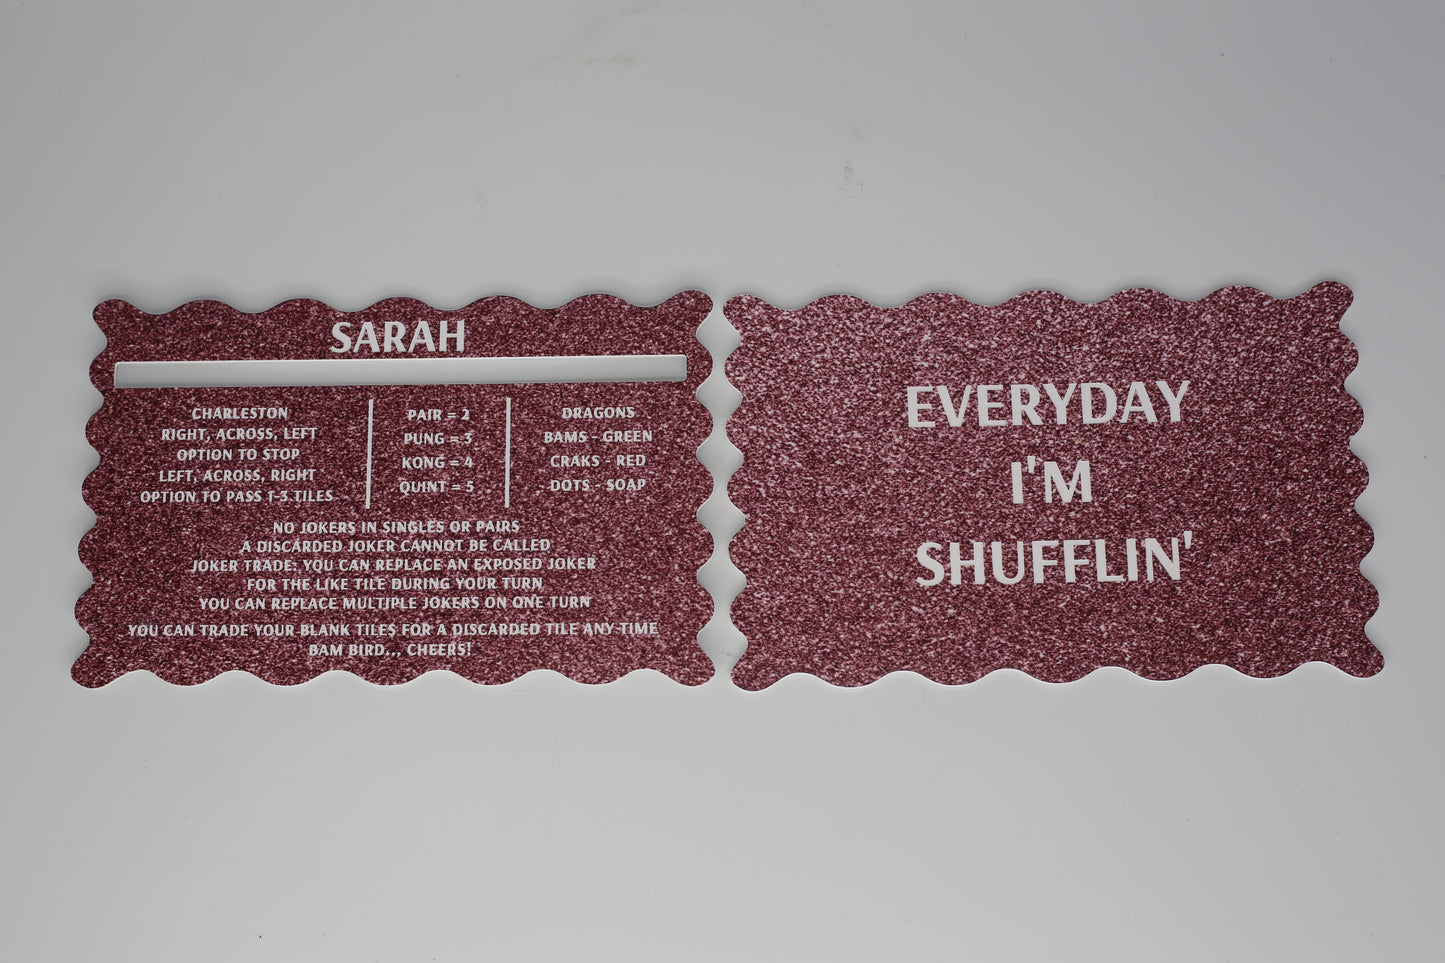 SARAH
CHARLESTON
RIGHT, ACROSS, LEFT
OPTION TO STOP
LEFT, ACROSS, RIGHT
OPTION TO PASS 1-3 TILES
PAIR = 2
PUNG = 3
KONG = 4
QUINT = 5
DRAGONS
BAMS - GREEN
CRAKS - RED
DOTS - SOAP
NO JOKERS IN SINGLES OR PAIRS
A DISCARDED JOKER CANNOT BE CALLED
JOKER TRADE: YOU CAN REPLACE AN EXPOSED JOKER
FOR THE LIKE TILE DURING YOUR TURN
YOU CAN REPLACE MULTIPLE JOKERS ON ONE TURN
YOU CAN TRADE YOUR BLANK TILES FOR A DISCARDED TILE ANY TIME
BAM BIRD... CHEERS!
EVERYDAY
I'M
SHUFFLIN'